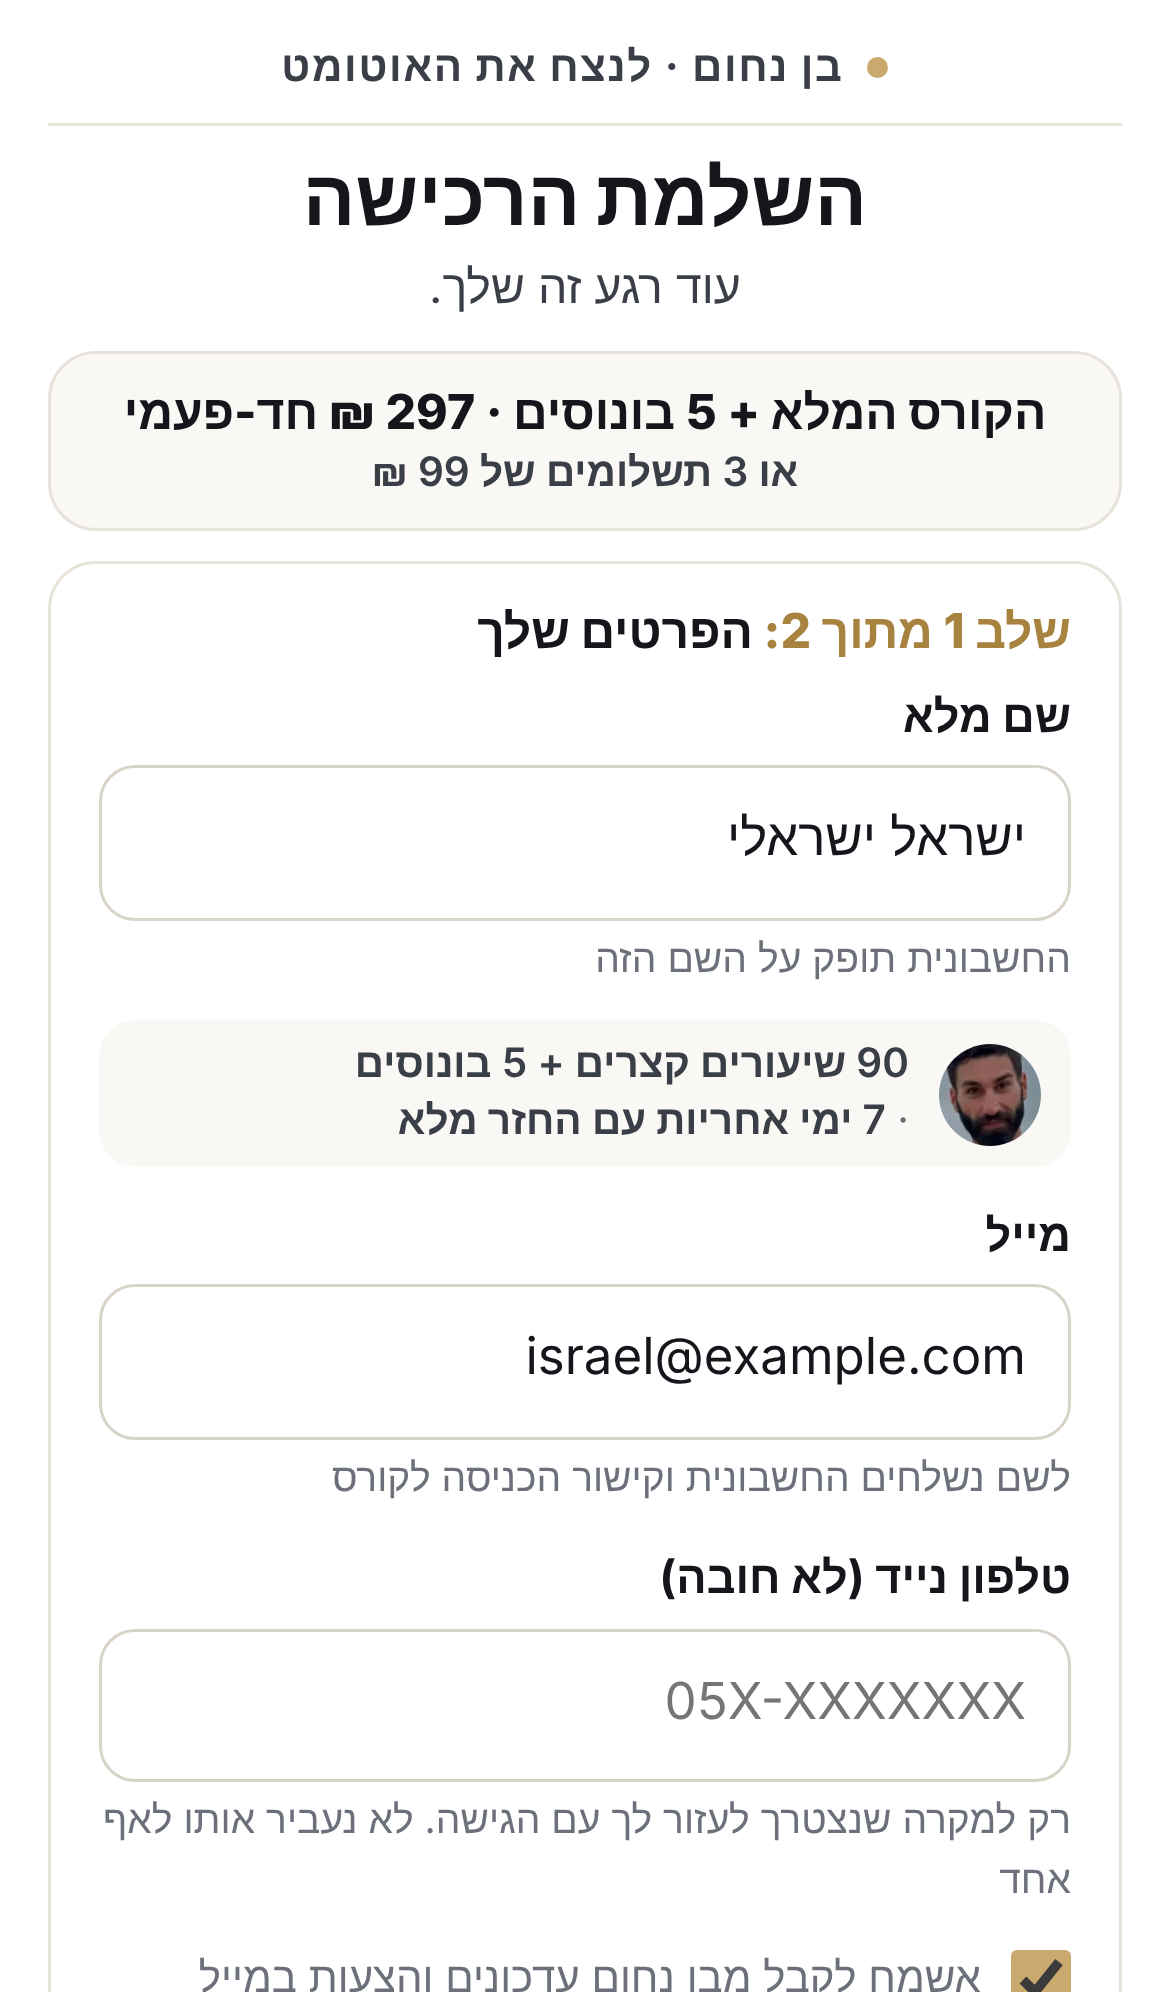 בן נחום · לנצח את האוטומט
השלמת הרכישה
עוד רגע זה שלך.
הקורס המלא + 5 בונוסים · 297 ₪ חד-פעמי
או 3 תשלומים של 99 ₪
שלב 1 מתוך 2: הפרטים שלך
שם מלא
ישראל ישראלי
החשבונית תופק על השם הזה
90 שיעורים קצרים + 5 בונוסים
· 7 ימי אחריות עם החזר מלא
מייל
israel@example.com
לשם נשלחים החשבונית וקישור הכניסה לקורס
טלפון נייד (לא חובה)
05X-XXXXXXX
רק למקרה שנצטרך לעזור לך עם הגישה. לא נעביר אותו לאף
אחד
אשמח לקבל מבן נחום עדכונים והצעות במייל